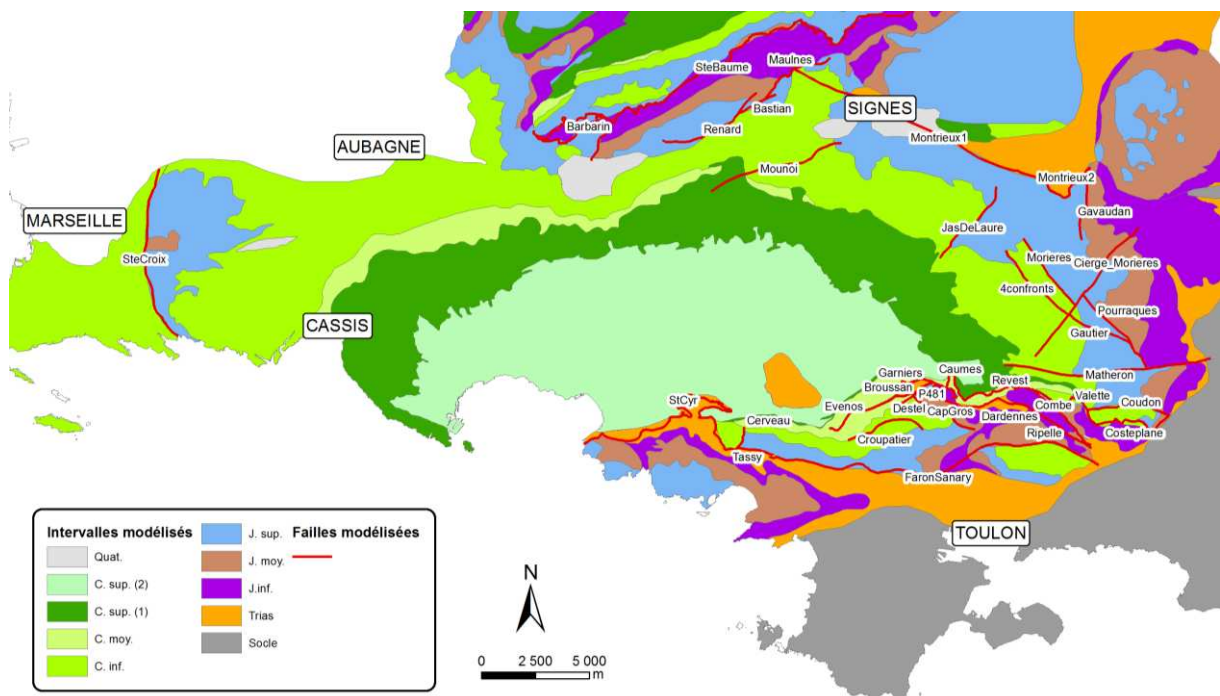 SteBaume
Maulnes
SIGNES
Bastian
Barbarin
Renard
Montrieux1
AUBAGNE
Mounoi
Montrieux2
MARSEILLE
Gavaudan
JasDeLaure
SteCroix
Morieres
Cierge_Morieres
4confronts
Pourraques
CASSIS
Gautier
Caumes
Matheron
Garniers
Revest
Broussan
P481
Valette
StCyr
Evenos
Destel
CapGros
Combe
Coudon
Cerveau
Dardennes
Croupatier
Ripelle
Costeplane
Tassy
FaronSanary
TOULON
Intervalles modélisés
Quat.
C. sup. (2)
C. sup. (1)
C. moy.
C. inf.
J. sup.
J. moy.
J.inf.
Trias
Socle
Failles modélisées
N
0 2 500 5 000
m